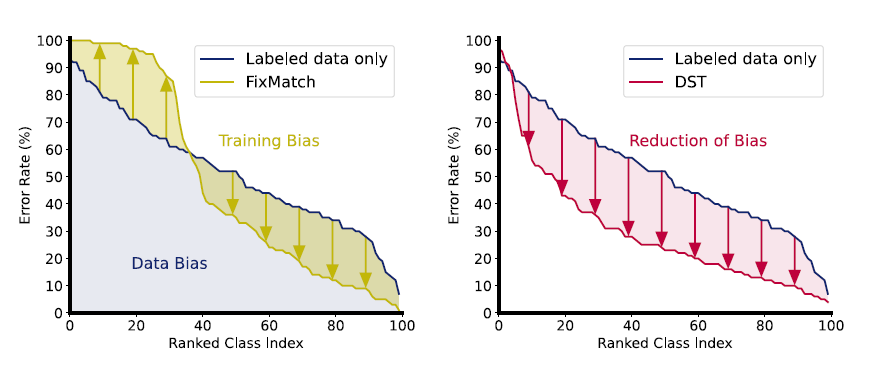 100
90
80
70
60
50
40
30
20
10
0
Error Rate (%)
Labeled data only
FixMatch
Training Bias
Data Bias
0 20 40 60 80 100
Ranked Class Index
100
90
80
70
60
50
40
30
20
10
0
Error Rate (%)
Labeled data only
DST
Reduction of Bias
0 20 40 60 80 100
Ranked Class Index